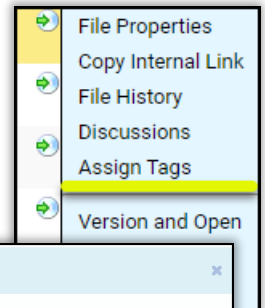 File Properties
Copy Internal Link
File History
Discussions
Assign Tags
Version and Open
×